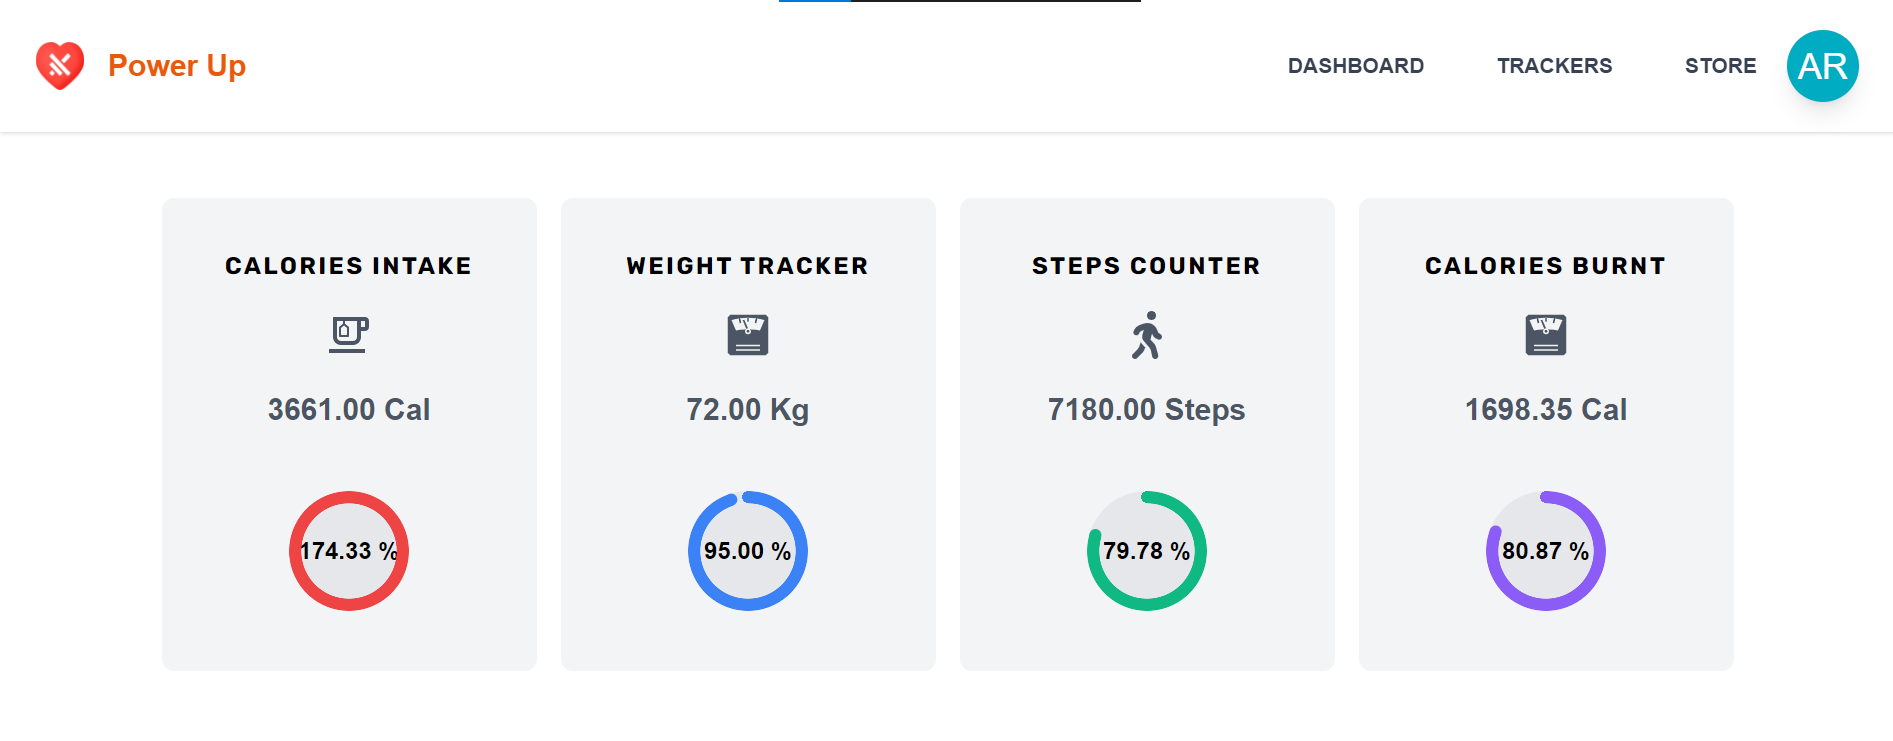 Power Up
DASHBOARD TRACKERS STORE AR
CALORIES INTAKE
3661.00 Cal
174.33 %
WEIGHT TRACKER
72.00 Kg
95.00 %
STEPS COUNTER
7180.00 Steps
79.78 %
CALORIES BURNT
1698.35 Cal
80.87 %